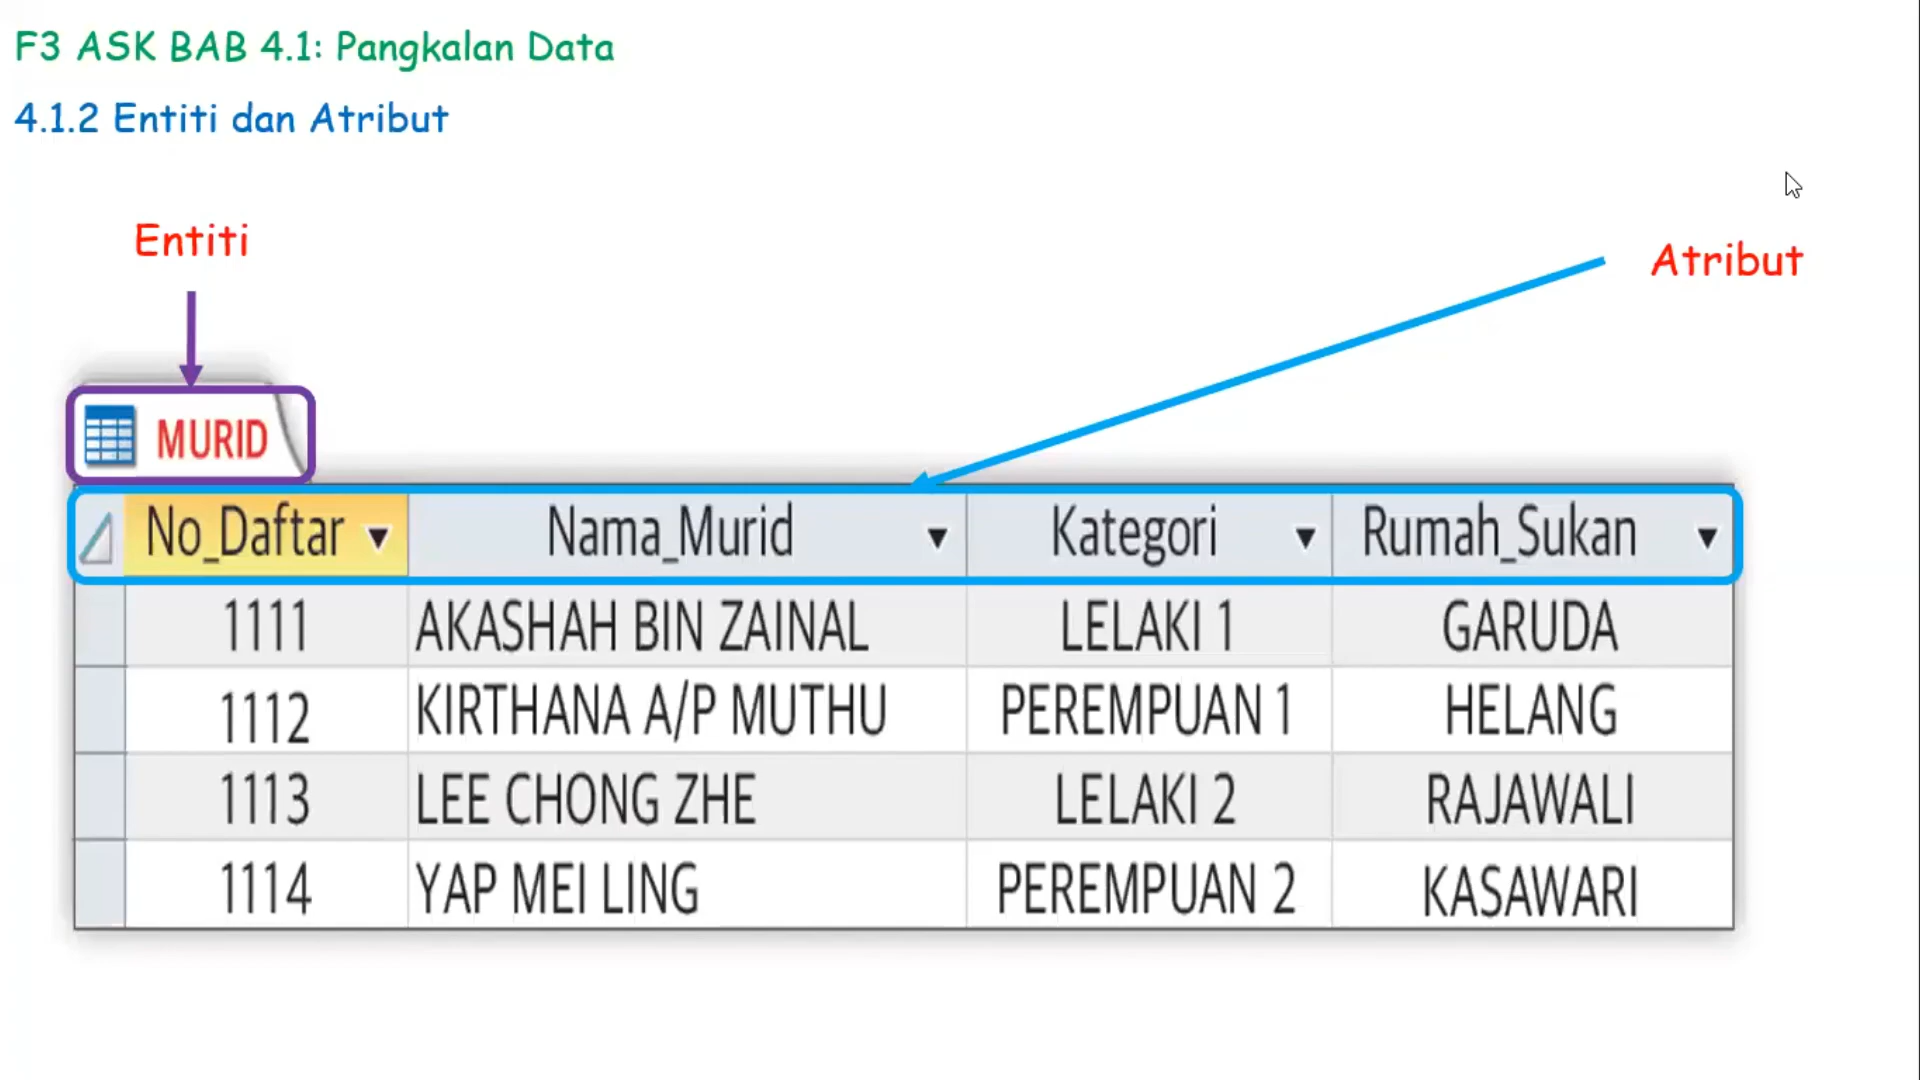 F3 ASK BAB 4.1: Pangkalan Data
4.1.2 Entiti dan Atribut
Entiti
Atribut
MURID
No_Daftar Nama_Murid Kategori Rumah_Sukan
1111 AKASHAH BIN ZAINAL LELAKI 1 GARUDA
1112 KIRTHANA A/P MUTHU PEREMPUAN 1 HELANG
1113 LEE CHONG ZHE LELAKI 2 RAJAWALI
1114 YAP MEI LING PEREMPUAN 2 KASAWARI